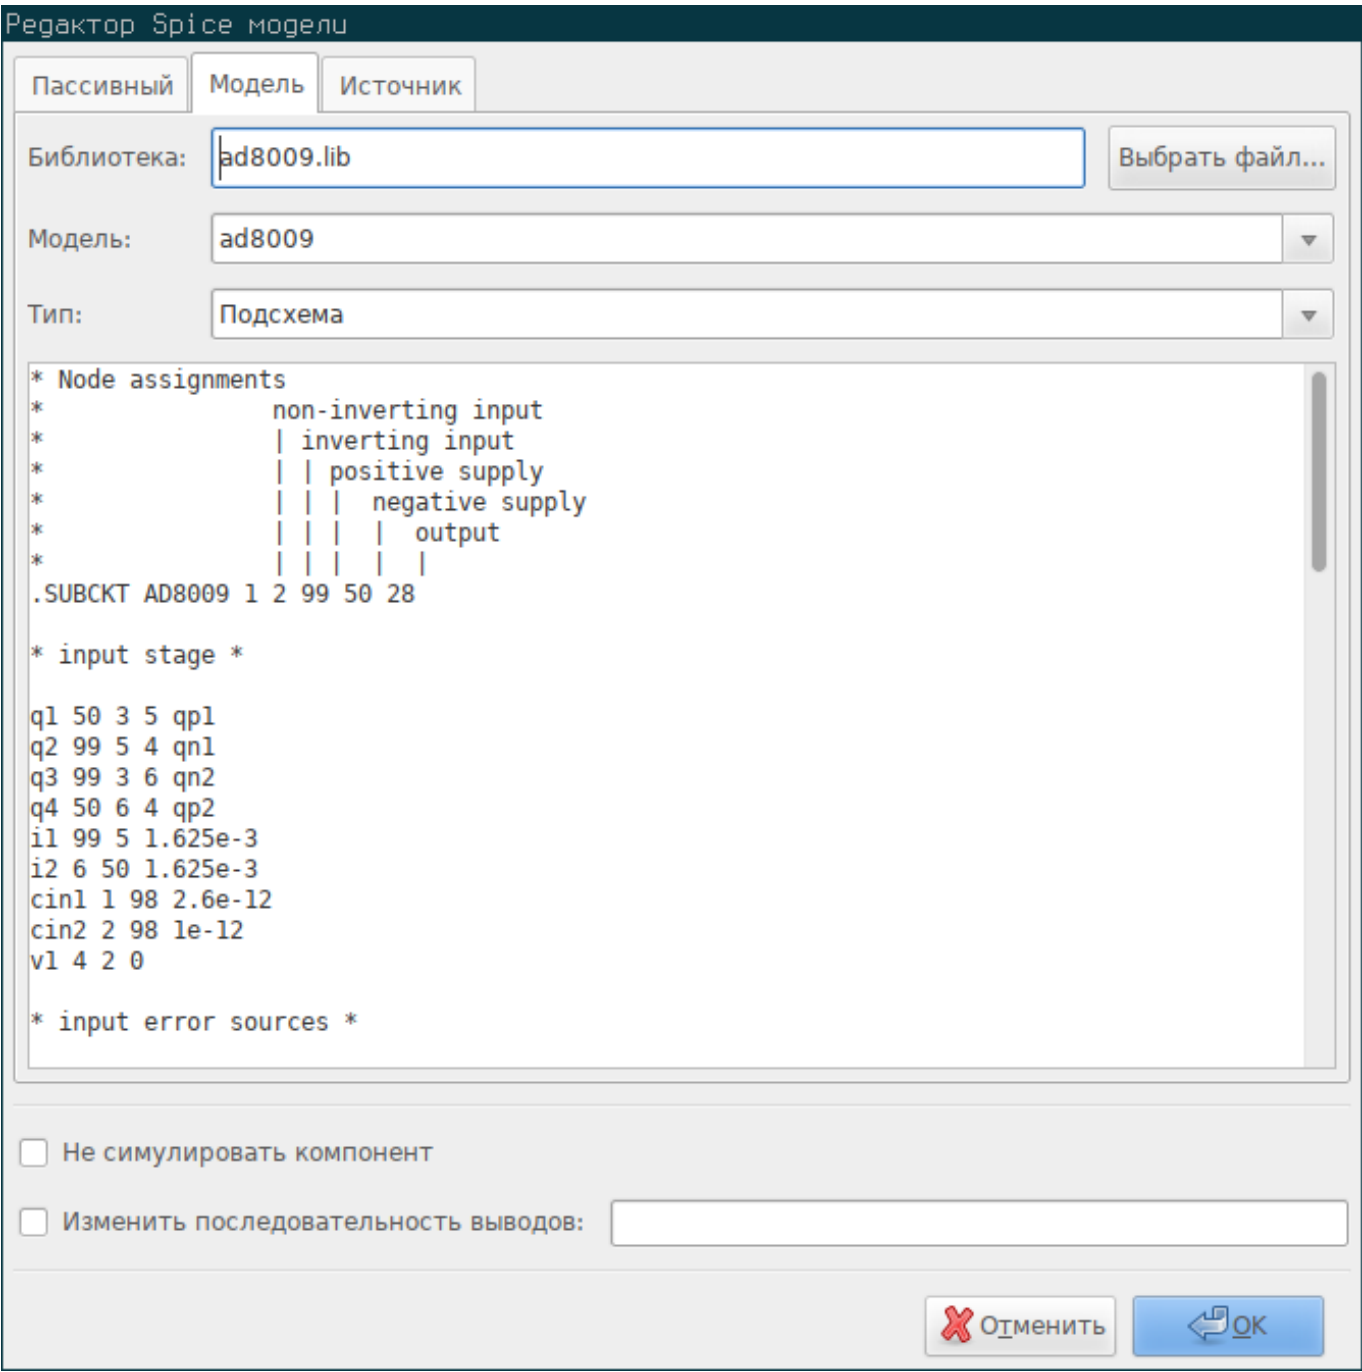 Редактор Spice модели
Пассивный Модель Источник
Библиотека: ad8009.lib Выбрать файл...
Модель: ad8009
Тип: Подсхема
* Node assignments
* non-inverting input
* | inverting input
* | | positive supply
* | | | negative supply
* | | | | output
* | | | | |
.SUBCKT AD8009 1 2 99 50 28
* input stage *
q1 50 3 5 qp1
q2 99 5 4 qn1
q3 99 3 6 qn2
q4 50 6 4 qp2
i1 99 5 1.625e-3
i2 6 50 1.625e-3
cin1 1 98 2.6e-12
cin2 2 98 1e-12
v1 4 2 0
* input error sources *
Не симулировать компонент
Изменить последовательность выводов:
Отменить OK